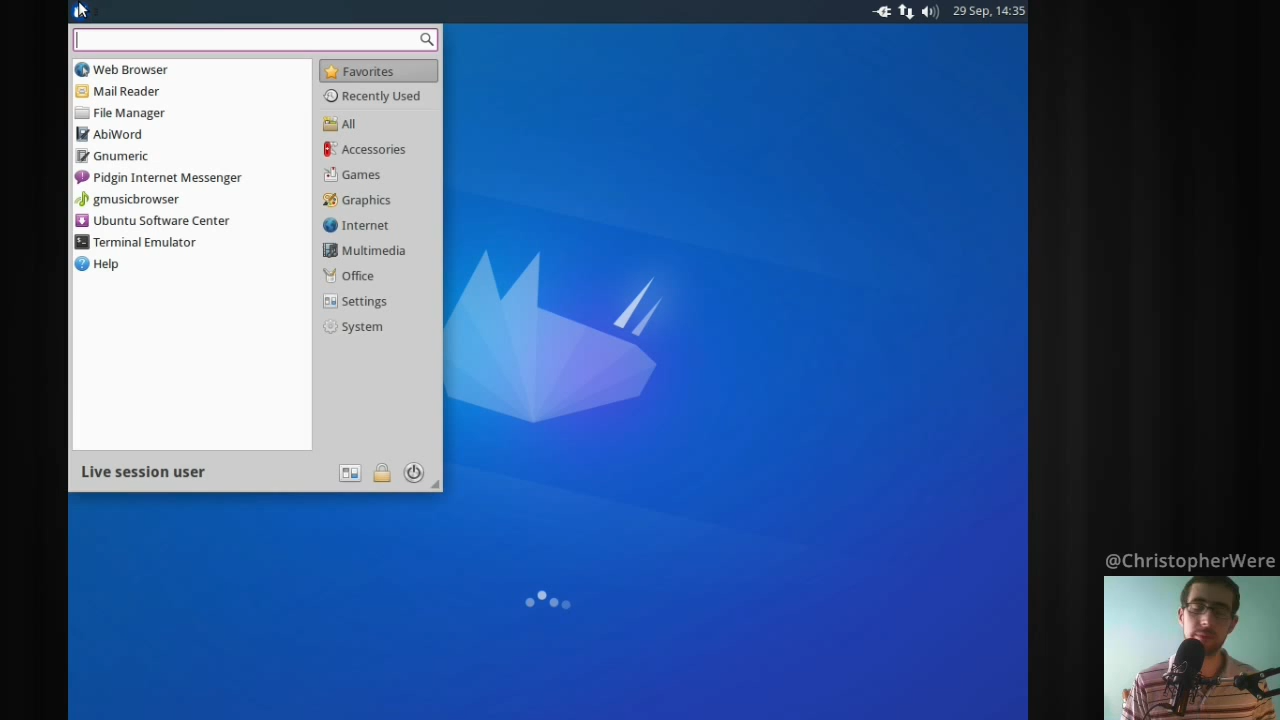 29 Sep, 14:35
Web Browser
Mail Reader
File Manager
AbiWord
Gnumeric
Pidgin Internet Messenger
gmusicbrowser
Ubuntu Software Center
Terminal Emulator
Help
Favorites
Recently Used
All
Accessories
Games
Graphics
Internet
Multimedia
Office
Settings
System
Live session user
@ChristopherWere